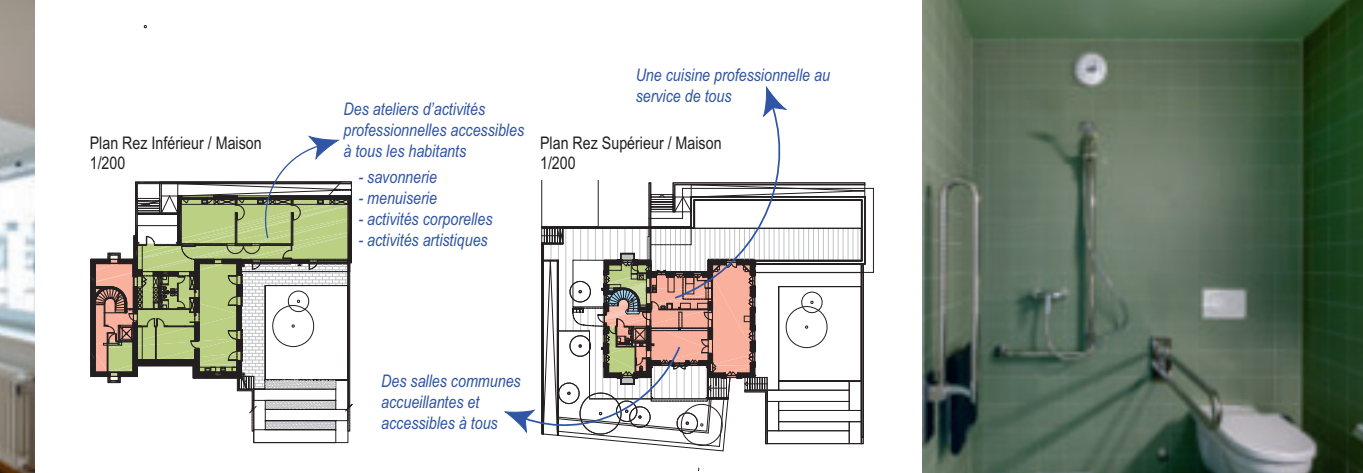 Une cuisine professionnelle au
service de tous
Des ateliers d'activités
professionnelles accessibles
à tous les habitants
- savonnerie
- menuiserie
- activités corporelles
- activités artistiques
Plan Rez Inférieur / Maison
1/200
Plan Rez Supérieur / Maison
1/200
Des salles communes
accueillantes et
accessibles à tous